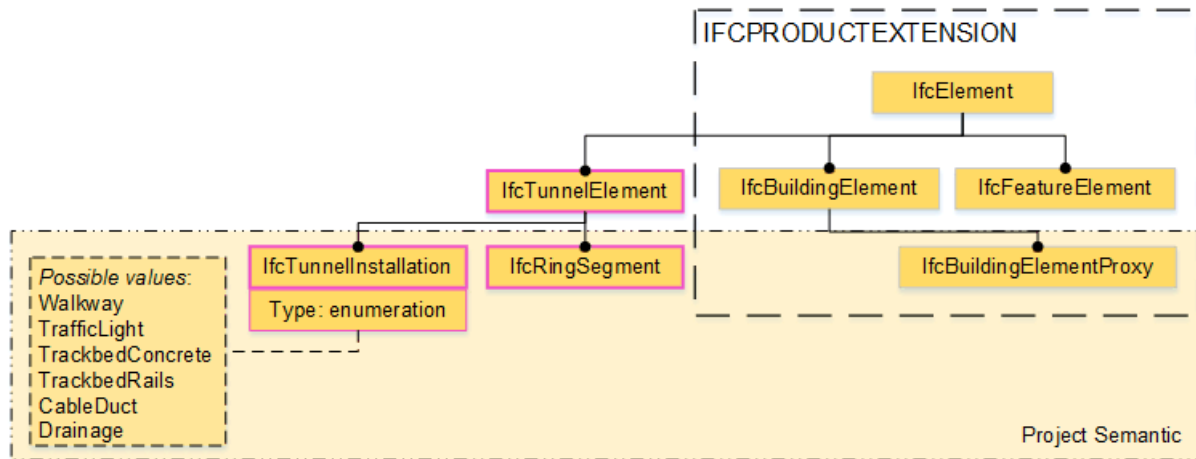 IFCPRODUCTEXTENSION
IfcElement
IfcTunnelElement
IfcBuildingElement
IfcFeatureElement
IfcTunnelInstallation
IfcRingSegment
IfcBuildingElementProxy
Type: enumeration
Possible values:
Walkway
TrafficLight
TrackbedConcrete
TrackbedRails
CableDuct
Drainage
Project Semantic